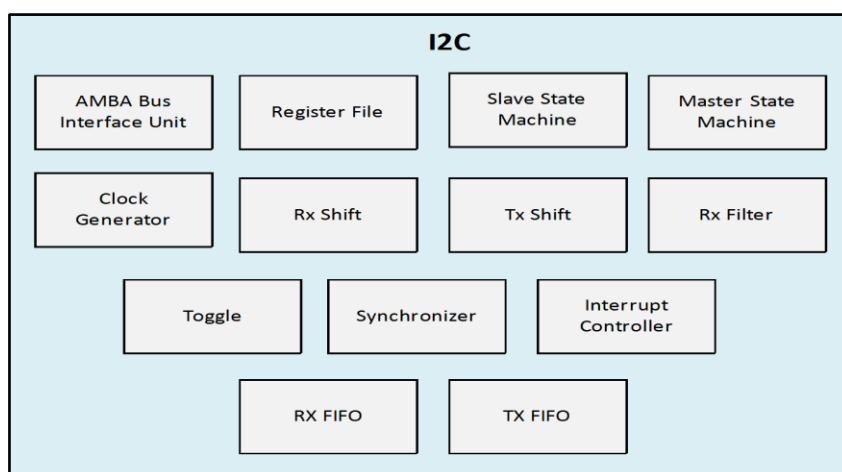 I2C
AMBA Bus
Interface Unit
Register File
Slave State
Machine
Master State
Machine
Clock
Generator
Rx Shift
Tx Shift
Rx Filter
Toggle
Synchronizer
Interrupt
Controller
RX FIFO
TX FIFO